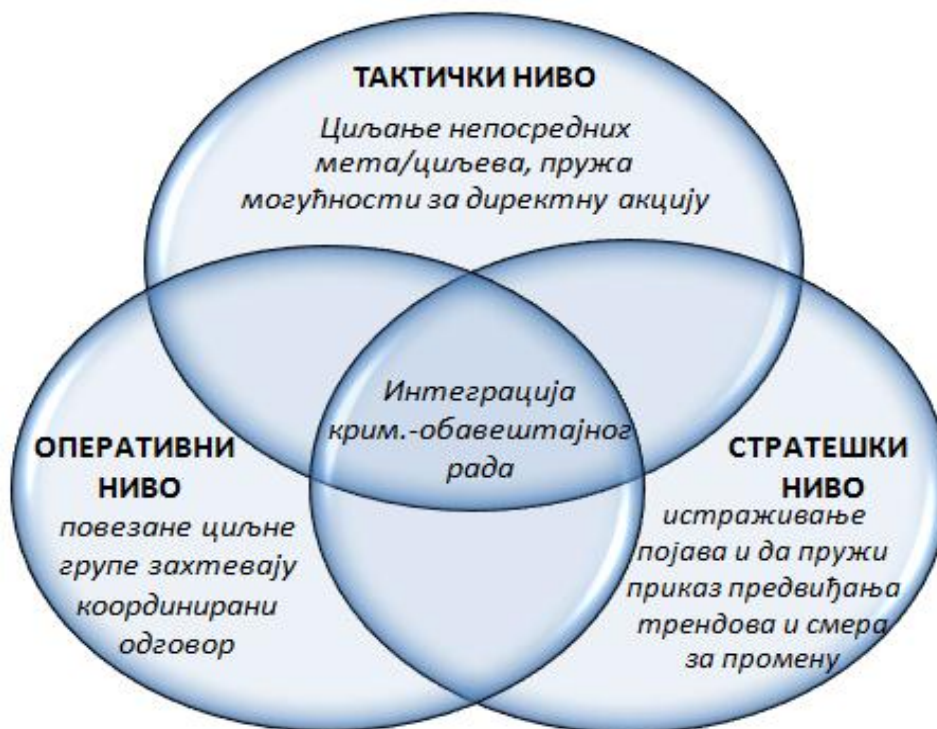 ТАКТИЧКИ НИВО
Циљање непосредних
мета/циљева, пружа
могућности за директну акцију
Интеграција
крим.-обавештајног
рада
ОПЕРАТИВНИ
НИВО
повезане циљне
групе захтевају
координирани
одговор
СТРАТЕШКИ
НИВО
истраживање
појава и да пружи
приказ предвиђања
трендова и смера
за промену